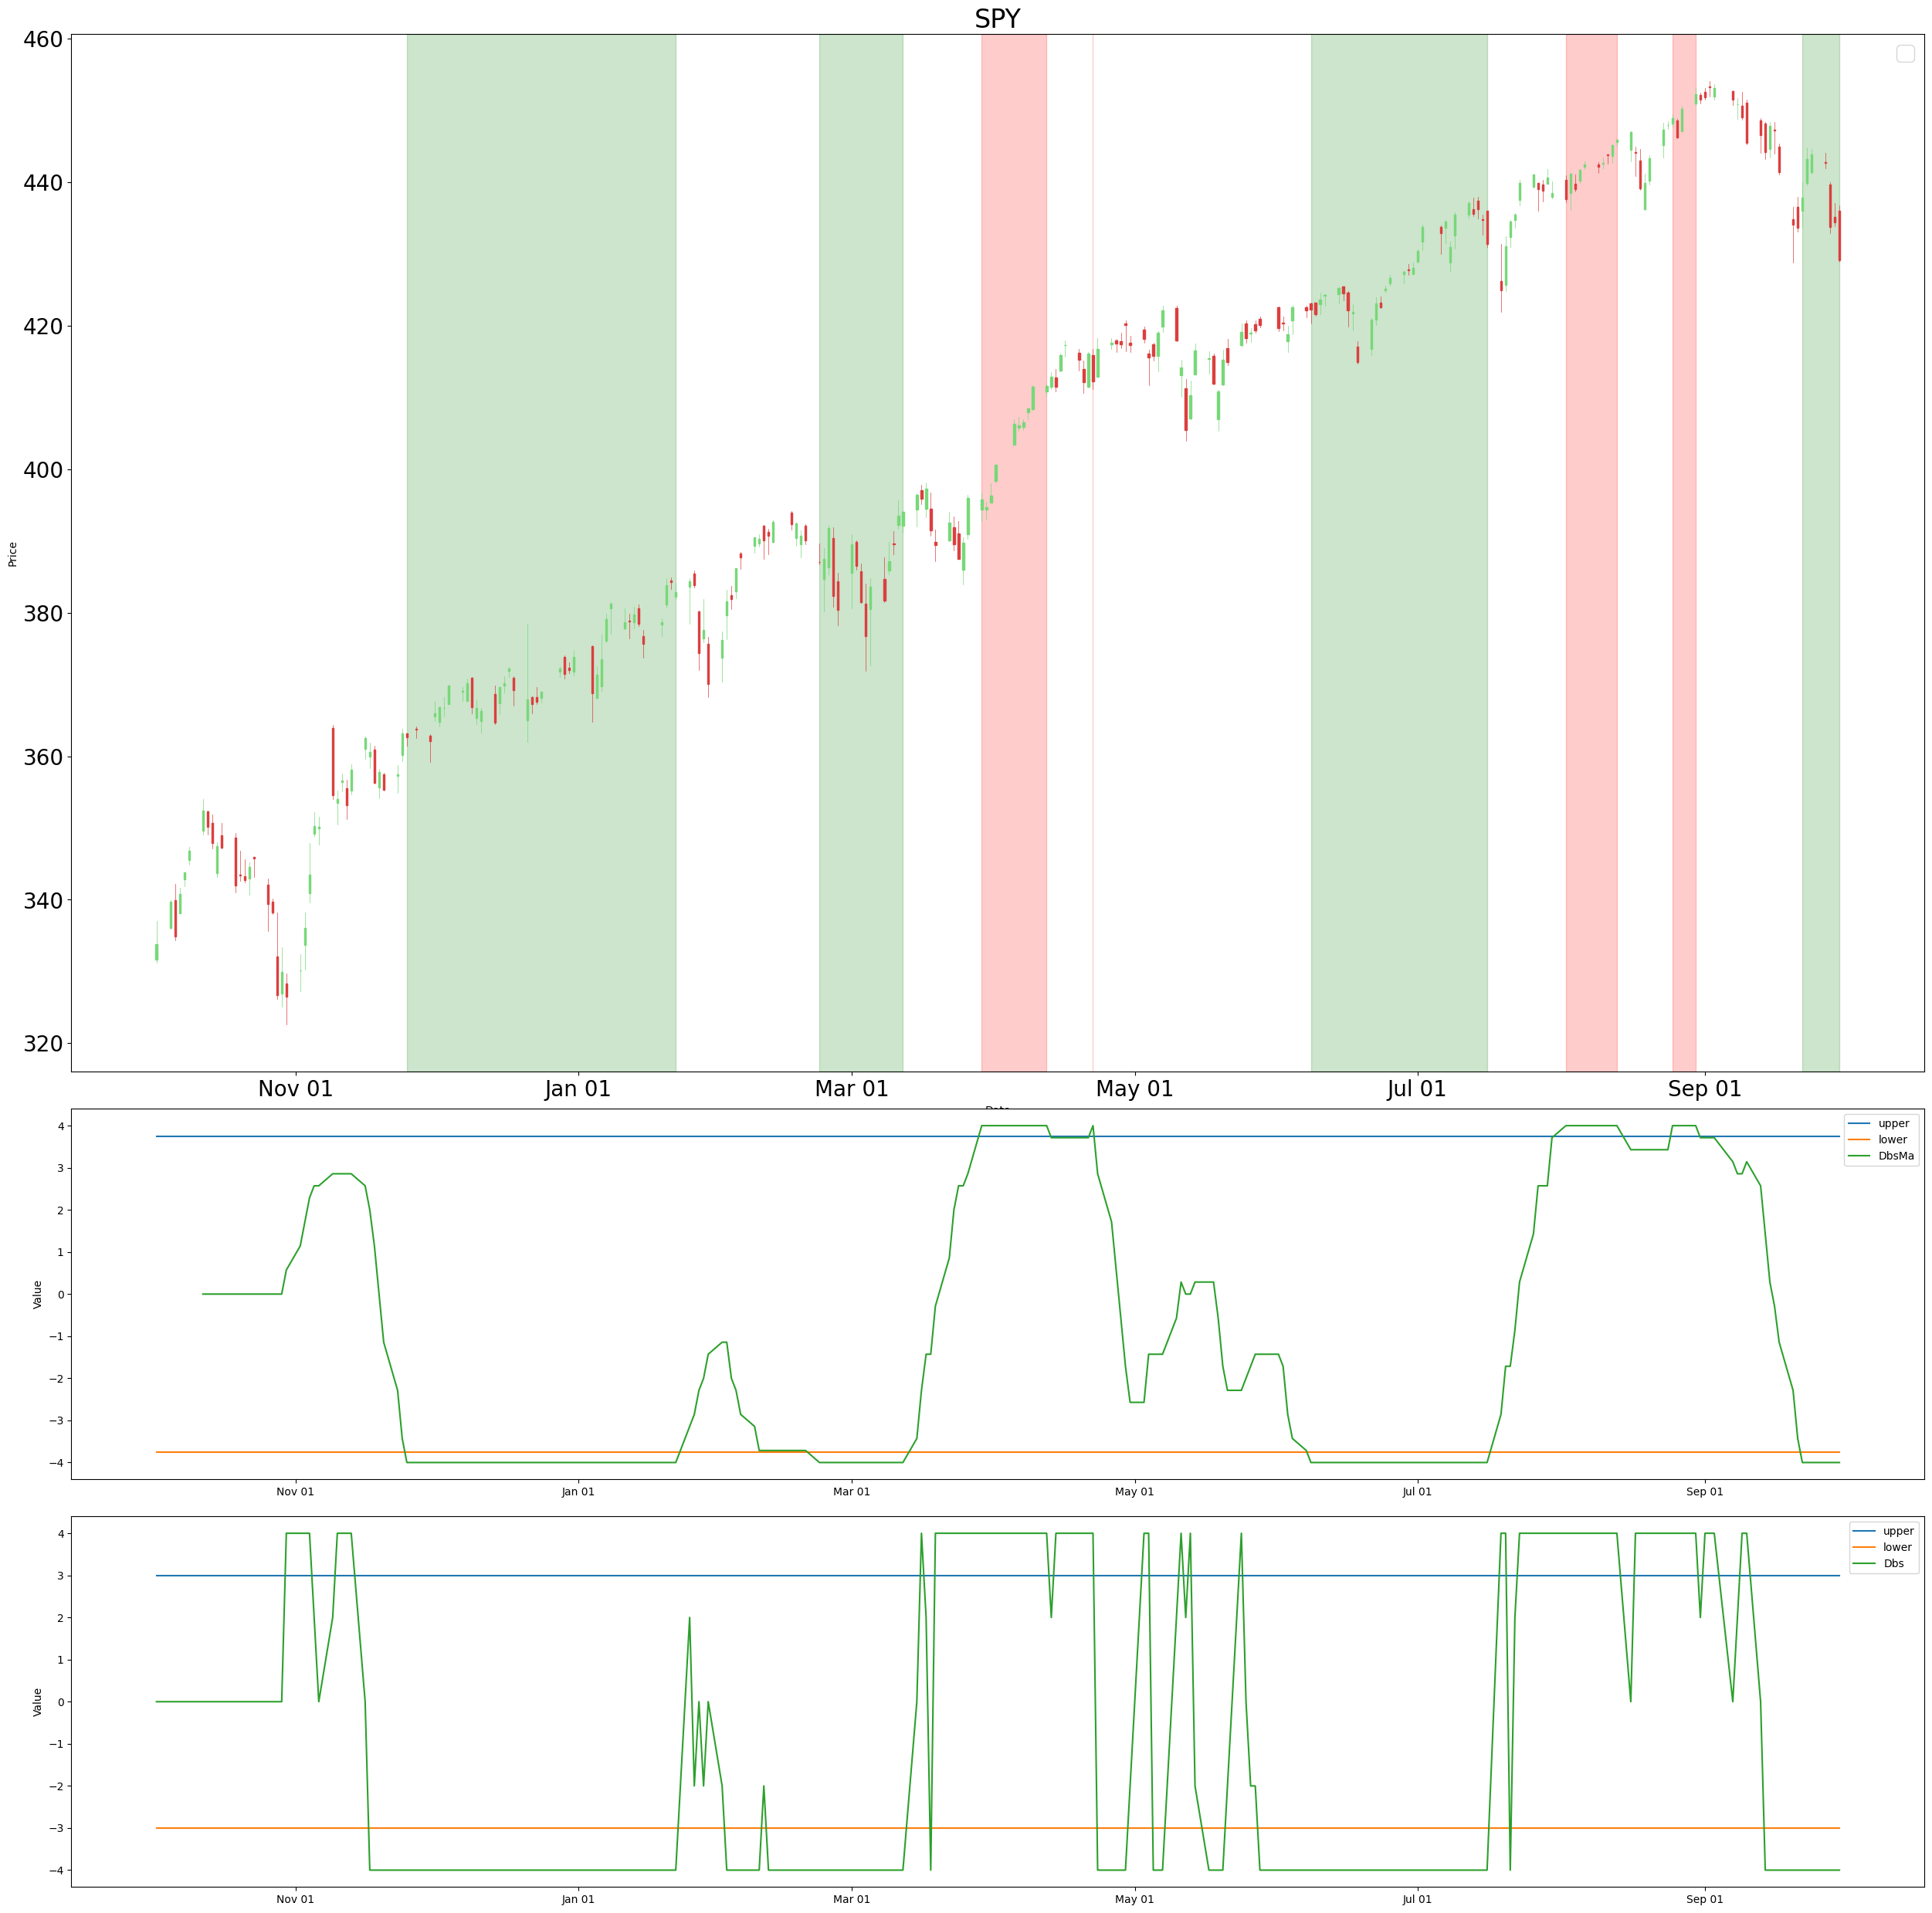 SPY
460
440
420
400
380
360
340
320
Price
Nov 01
Jan 01
Mar 01
May 01
Jul 01
Sep 01
4
3
2
1
0
−1
−2
−3
−4
Value
upper
lower
DbsMa
Nov 01
Jan 01
Mar 01
May 01
Jul 01
Sep 01
4
3
2
1
0
−1
−2
−3
−4
Value
upper
lower
Dbs
Nov 01
Jan 01
Mar 01
May 01
Jul 01
Sep 01